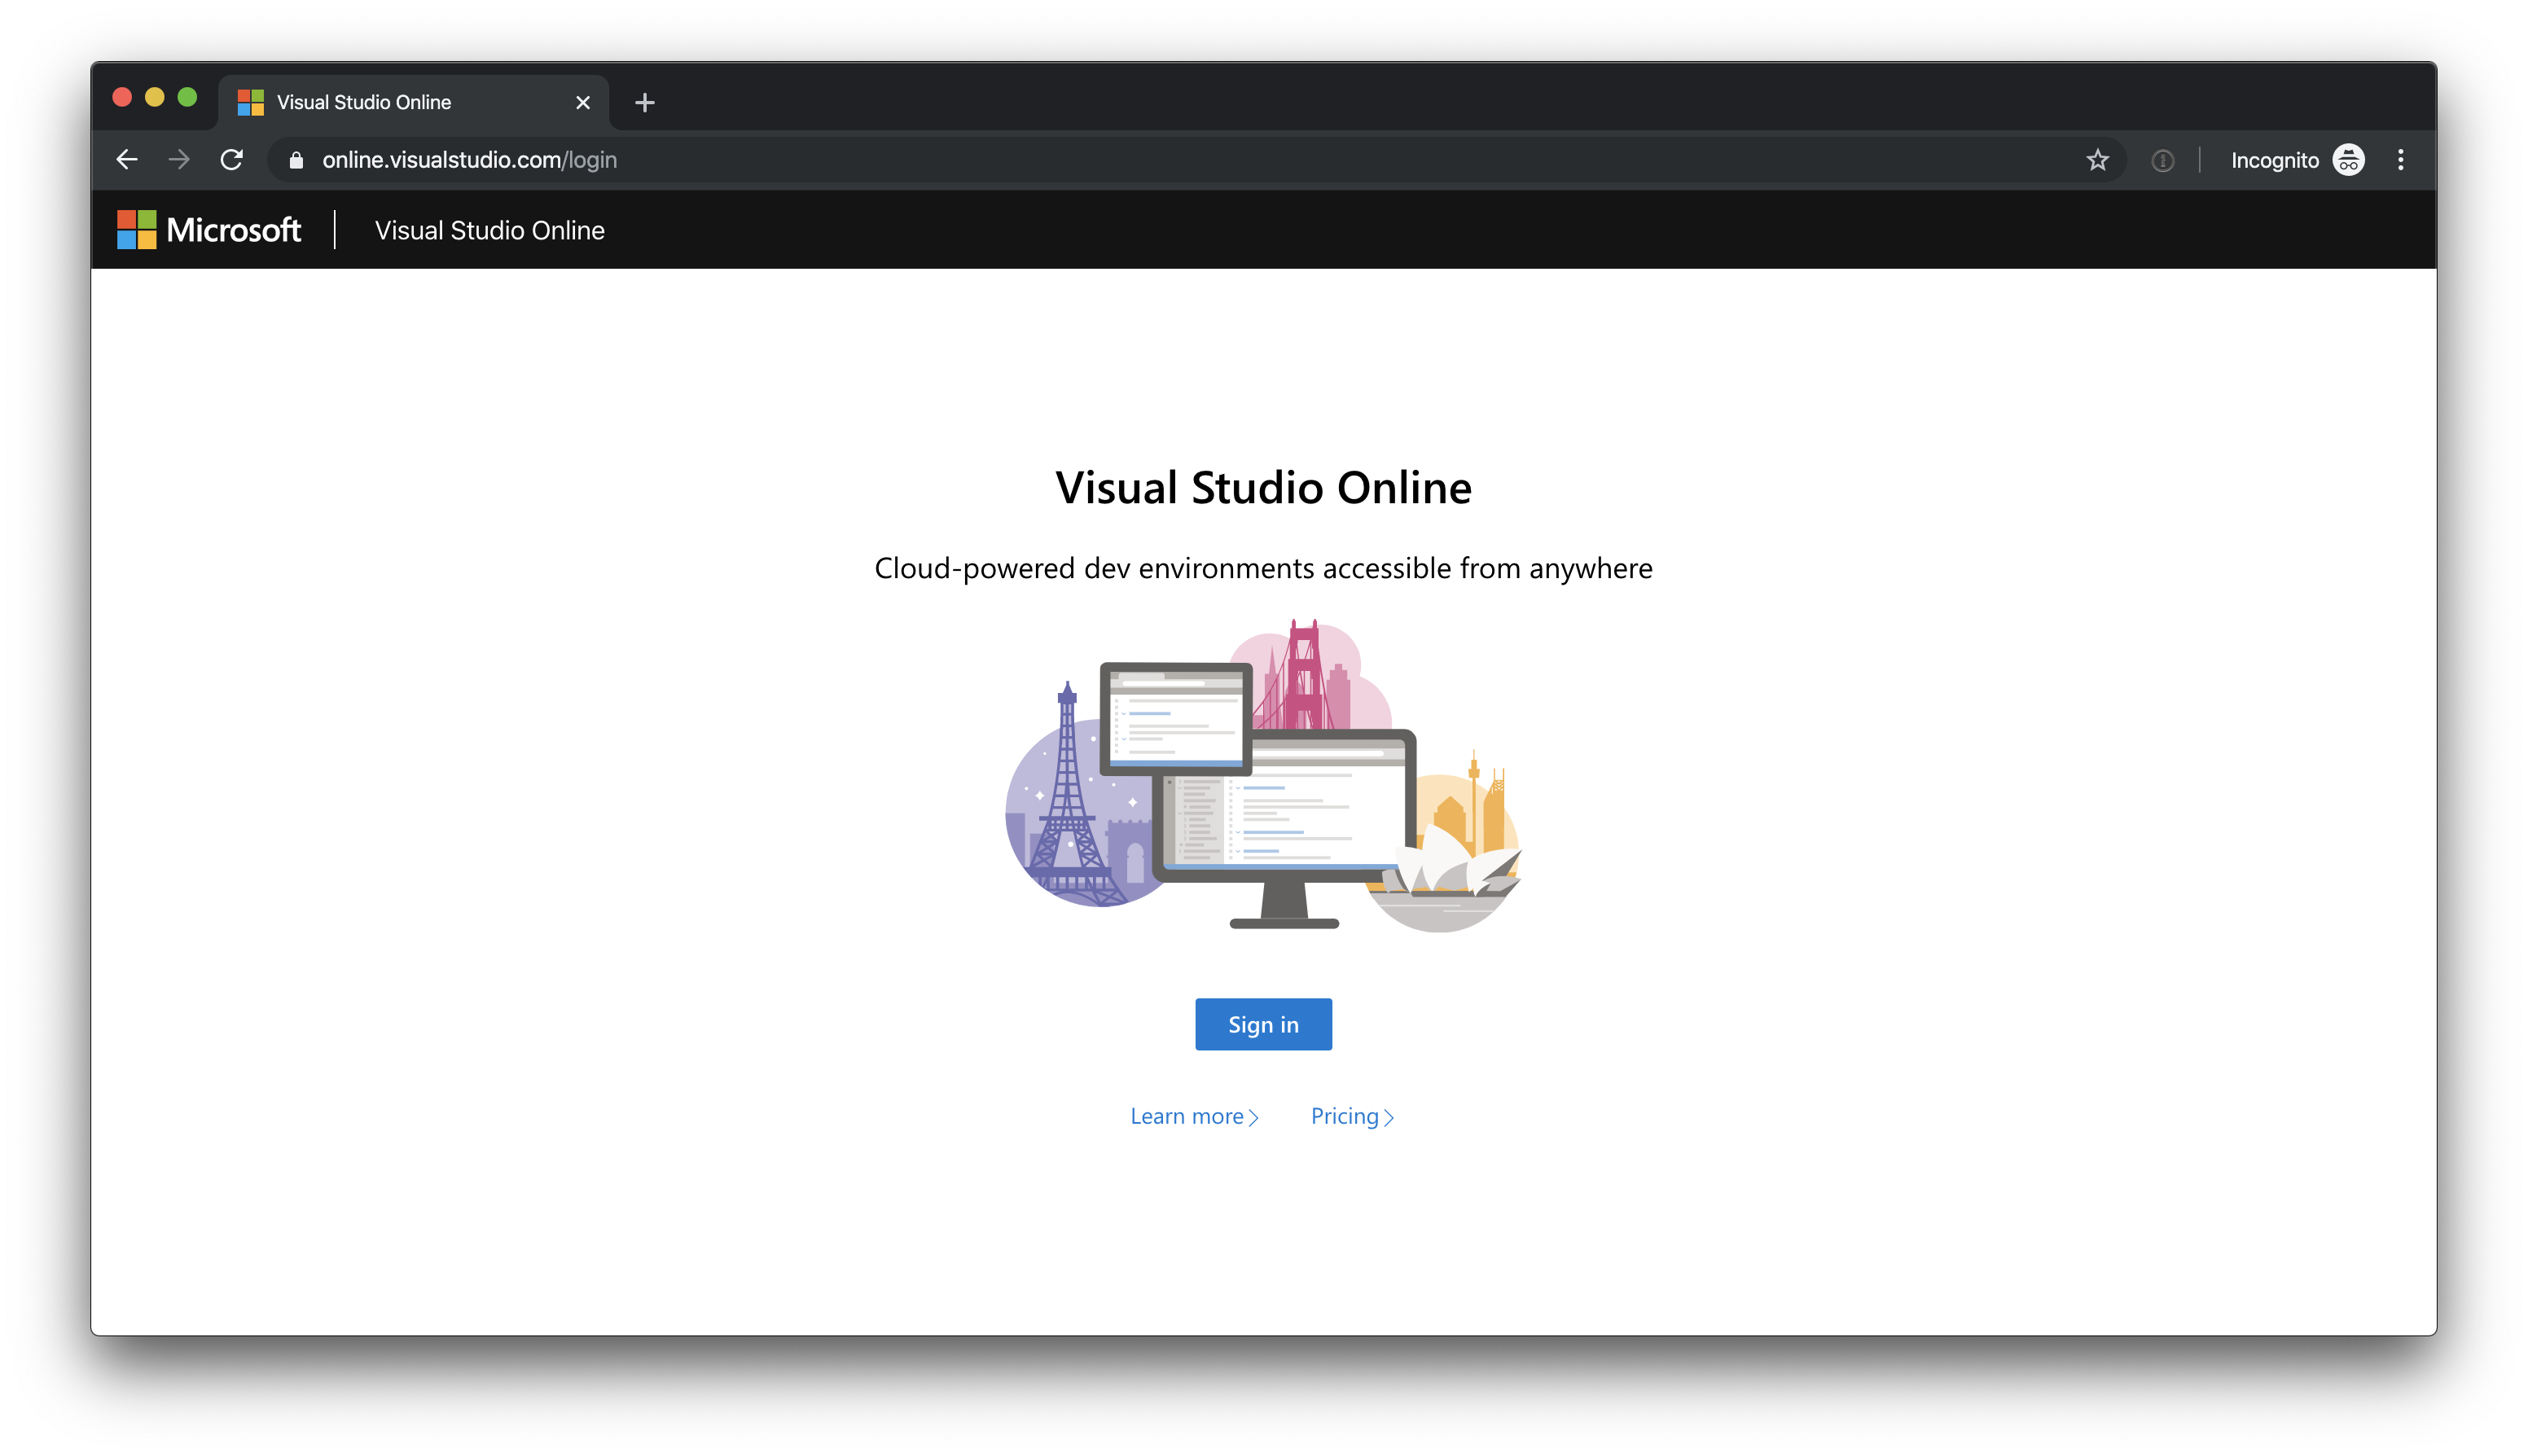 Visual Studio Online
online.visualstudio.com/login
Incognito
Microsoft
Visual Studio Online
Visual Studio Online
Cloud-powered dev environments accessible from anywhere
Sign in
Learn more
Pricing